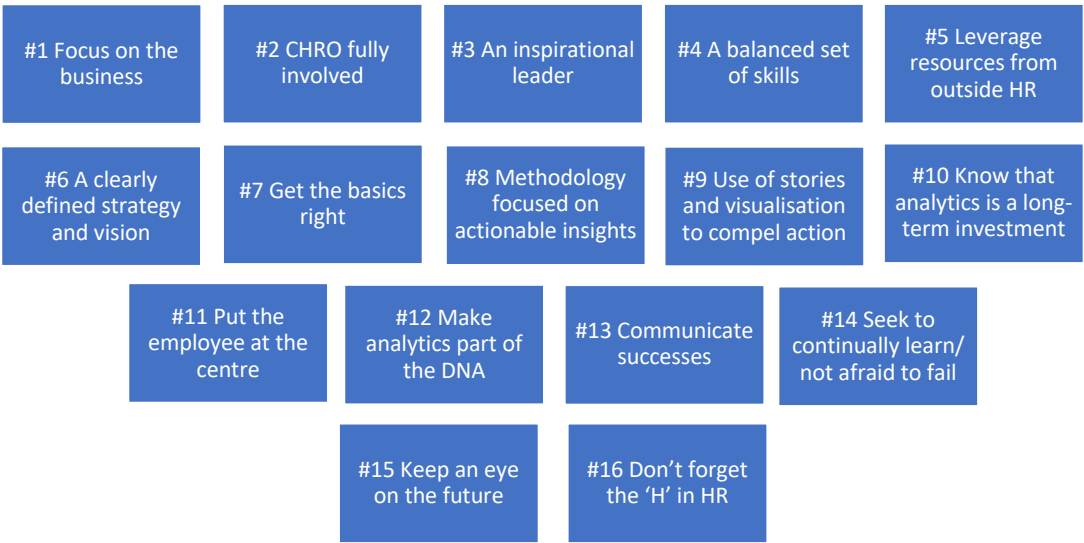 #1 Focus on the
business
#2 CHRO fully
involved
#3 An inspirational
leader
#4 A balanced set
of skills
#5 Leverage
resources from
outside HR
#6 A clearly
defined strategy
and vision
#7 Get the basics
right
#8 Methodology
focused on
actionable insights
#9 Use of stories
and visualisation
to compel action
#10 Know that
analytics is a long-
term investment
#11 Put the
employee at the
centre
#12 Make
analytics part of
the DNA
#13 Communicate
successes
#14 Seek to
continually learn/
not afraid to fail
#15 Keep an eye
on the future
#16 Don’t forget
the ‘H’ in HR